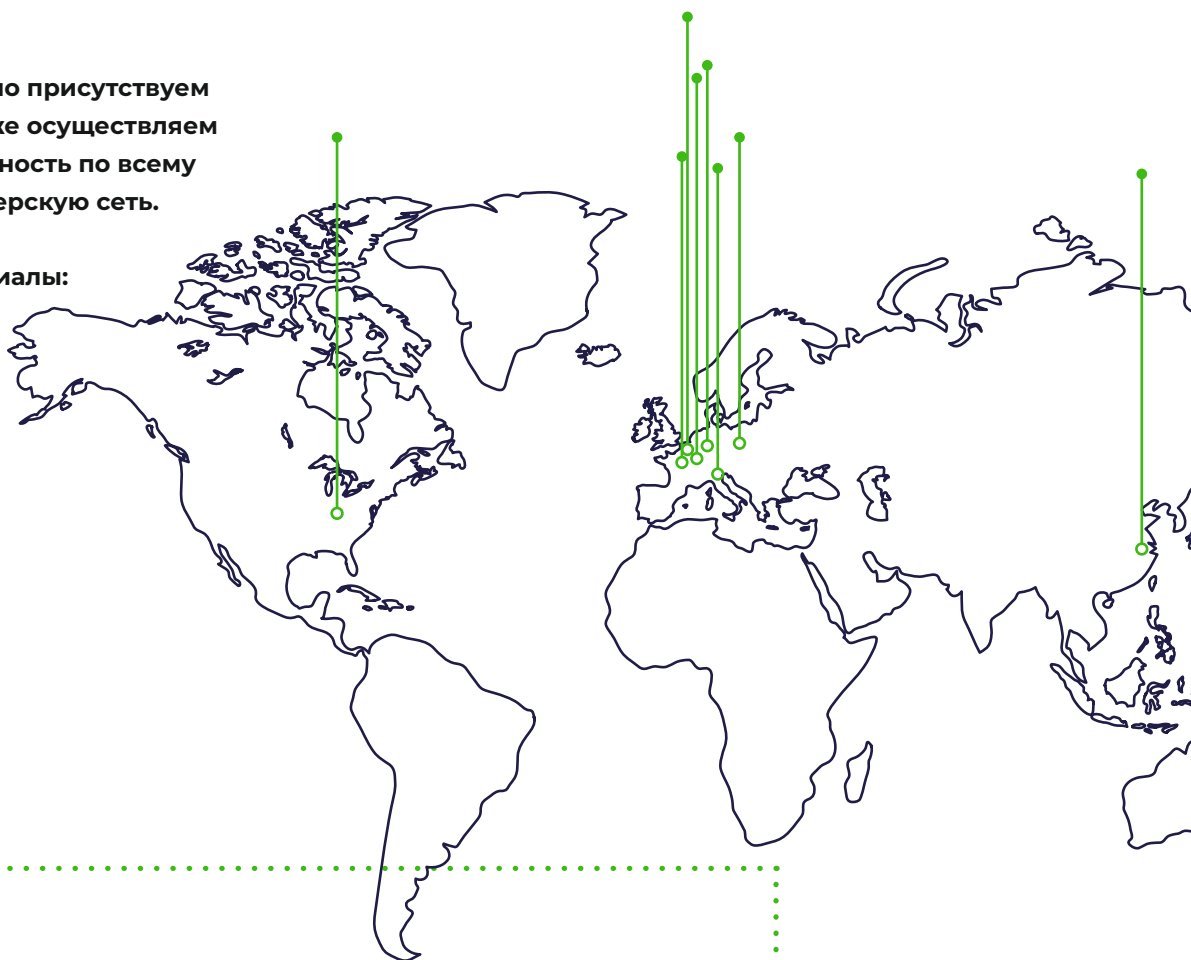 но присутствуем
же осуществляем
ность по всему
ерскую сеть.
иалы: